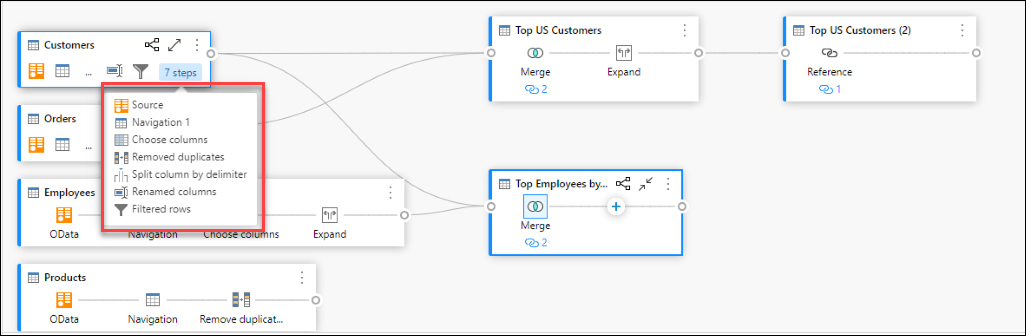 Customers
...
7 steps
Source
Navigation 1
Choose columns
Removed duplicates
Split column by delimiter
Renamed columns
Filtered rows
Orders
...
Employees
OData
Navigation
Choose columns
Expand
Products
OData
Navigation
Remove duplicat...
Top US Customers
Merge
Expand
2
Top US Customers (2)
Reference
1
Top Employees by...
Merge
2